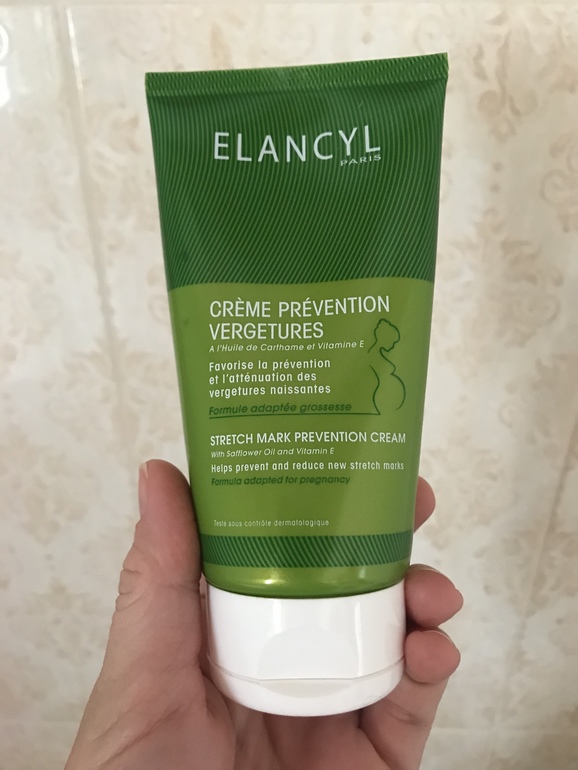 ELANCYL
PARIS
CRÈME PRÉVENTION
VERGETURES
A l'Huile de Carthame et Vitamine E
Favorise la prévention
et l'atténuation des
vergetures naissantes
Formule adaptée grossesse
STRETCH MARK PREVENTION CREAM
With Safflower Oil and Vitamin E
Helps prevent and reduce new stretch marks
Formula adapted for pregnancy
Testé sous contrôle dermatologique